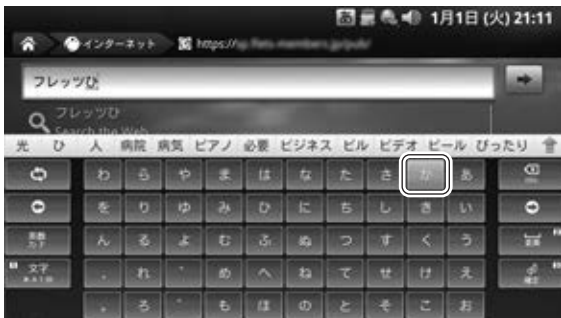 1月1日 (火) 21:11
インターネット https://
フレッツひ
フレッツひ
Search the Web
光 ひ 人 病院 病気 ピアノ 必要 ビジネス ビル ビデオ ビール ぴったり
わ ら や ま は な た さ か あ
を り ゆ み ひ に ち し き い
英数 カナ ん る よ む ふ ぬ つ す く う 変換
文字 . れ ゛ め へ ね て せ け え 確定
、 ろ ゜ も ほ の と そ こ お